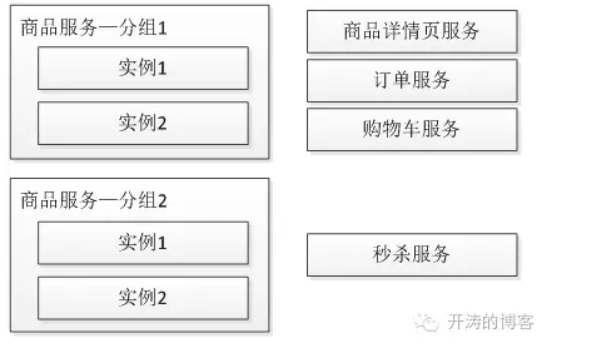 商品服务—分组1
实例1
实例2
商品详情页服务
订单服务
购物车服务
商品服务—分组2
实例1
实例2
秒杀服务
开涛的博客